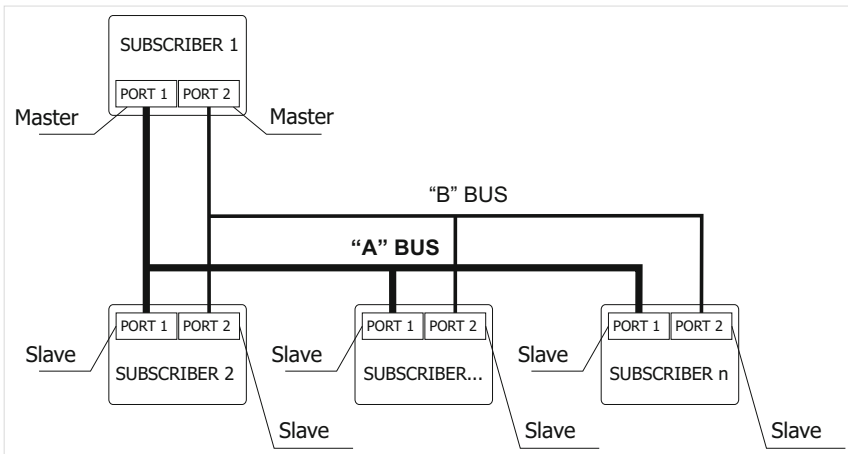 SUBSCRIBER 1
PORT 1 PORT 2
Master Master
“B” BUS
“A” BUS
PORT 1 PORT 2 PORT 1 PORT 2 PORT 1 PORT 2
Slave Slave Slave
SUBSCRIBER 2 SUBSCRIBER... SUBSCRIBER n
Slave Slave Slave